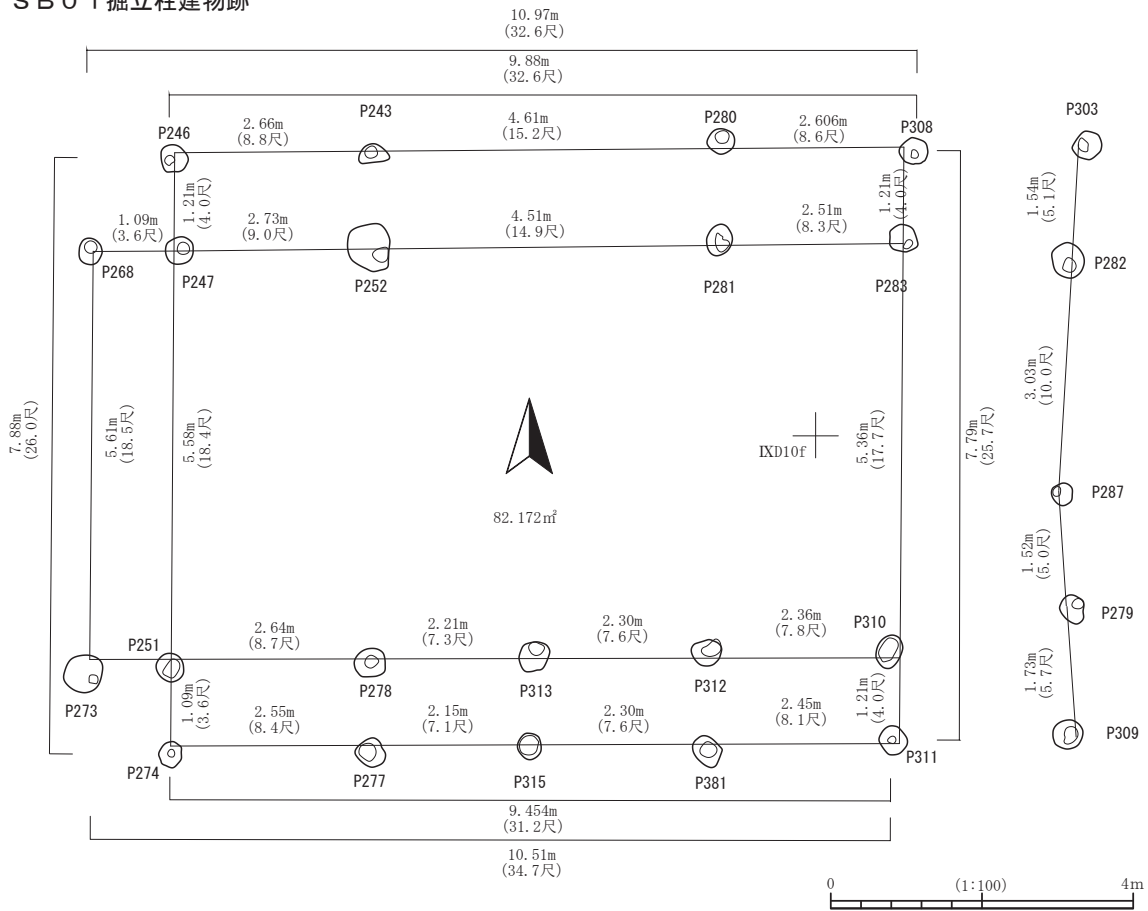 ＳＢ０１掘立柱建物跡
10.97m
(32.6尺)
9.88m
(32.6尺)
P246
2.66m
(8.8尺)
P243
4.61m
(15.2尺)
P280
2.606m
(8.6尺)
P308
P303
1.21m
(4.0尺)
1.21m
(4.0尺)
1.54m
(5.1尺)
1.09m
(3.6尺)
2.73m
(9.0尺)
4.51m
(14.9尺)
2.51m
(8.3尺)
P268
P247
P252
P281
P283
P282
7.88m
(26.0尺)
5.61m
(18.5尺)
5.58m
(18.4尺)
82.172㎡
ⅨD10f
5.36m
(17.7尺)
7.79m
(25.7尺)
3.03m
(10.0尺)
P287
1.52m
(5.0尺)
P279
P251
2.64m
(8.7尺)
2.21m
(7.3尺)
2.30m
(7.6尺)
2.36m
(7.8尺)
P310
P273
P278
P313
P312
1.09m
(3.6尺)
2.55m
(8.4尺)
2.15m
(7.1尺)
2.30m
(7.6尺)
2.45m
(8.1尺)
1.21m
(4.0尺)
1.73m
(5.7尺)
P309
P274
P277
P315
P381
P311
9.454m
(31.2尺)
10.51m
(34.7尺)
0 (1:100) 4m